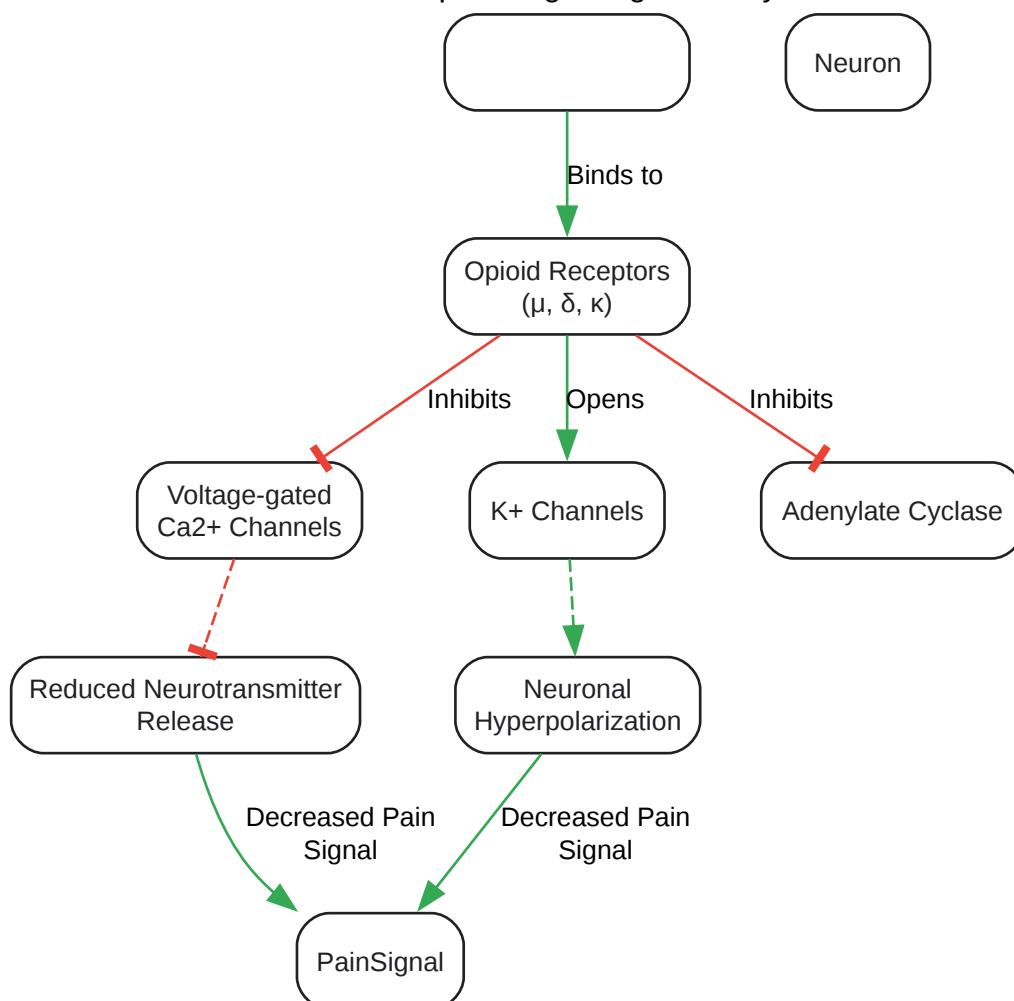 Neuron
Binds to
Opioid Receptors
(μ, δ, κ)
Inhibits
Opens
Inhibits
Voltage-gated
Ca2+ Channels
K+ Channels
Adenylate Cyclase
Reduced Neurotransmitter
Release
Neuronal
Hyperpolarization
Decreased Pain
Signal
Decreased Pain
Signal
PainSignal